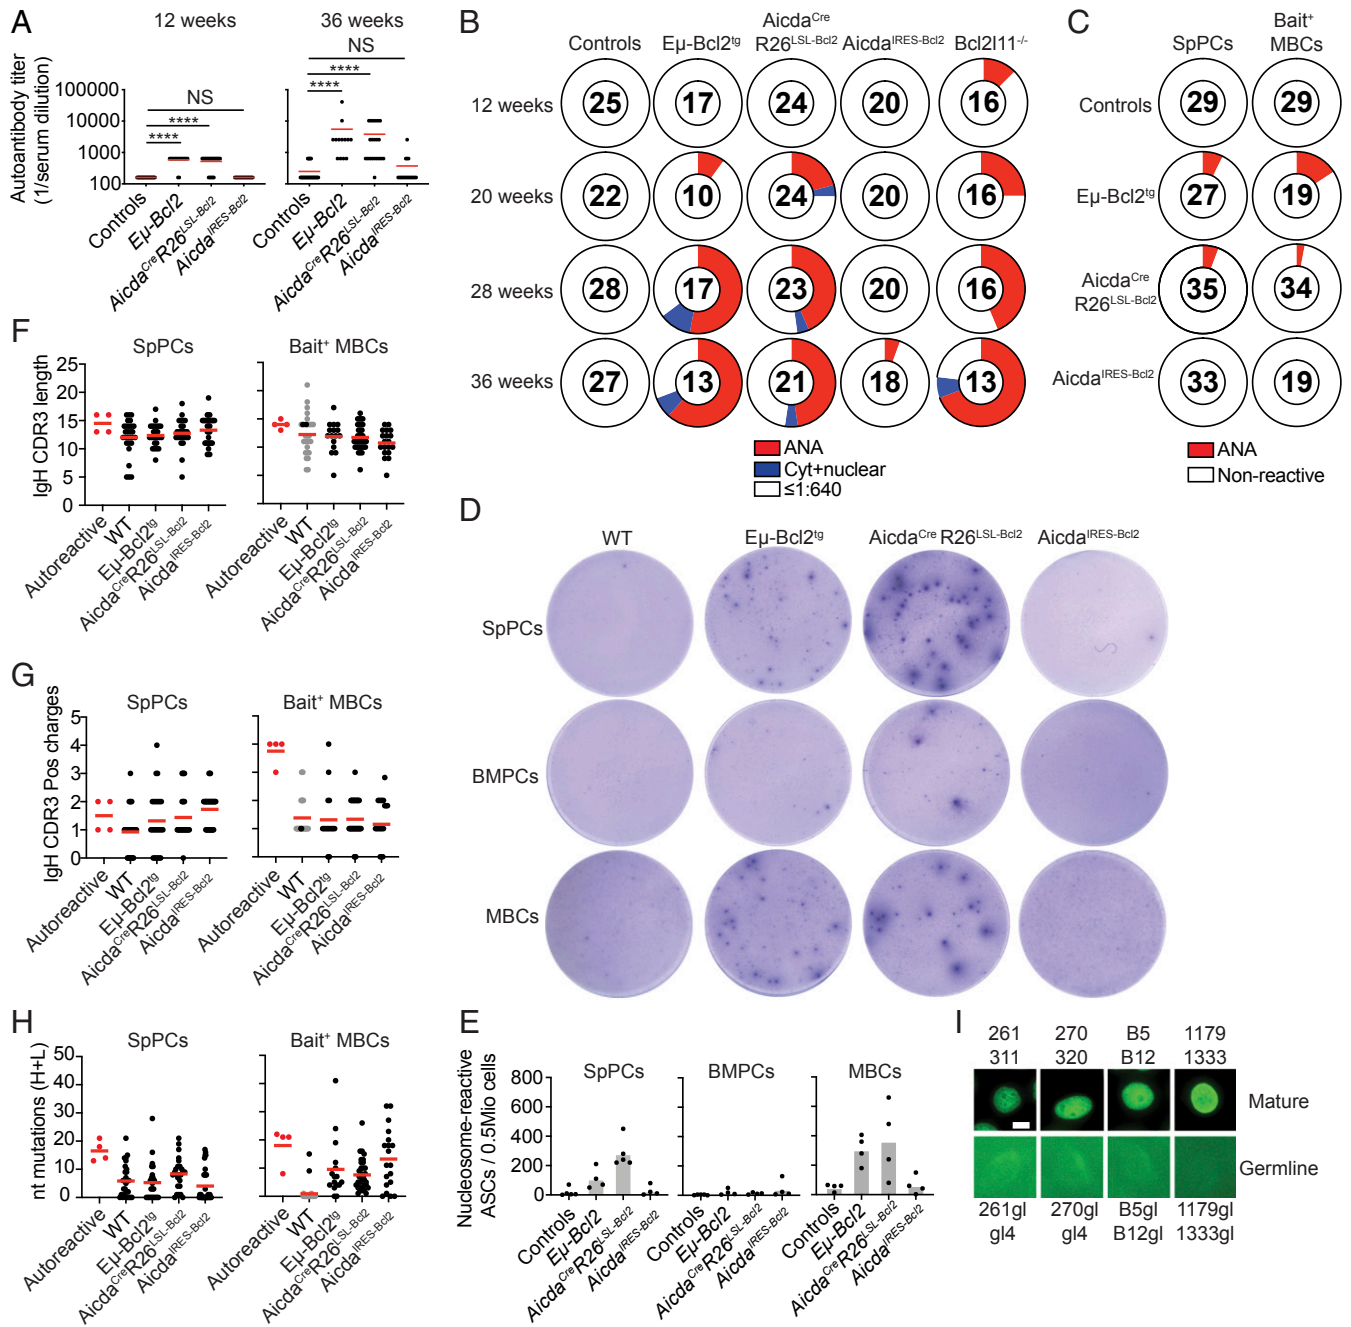 A
12 weeks
36 weeks
Autoantibody titer
(1/serum dilution)
100000
10000
1000
100
NS
****
****
NS
****
****
Controls
Eμ-Bcl2
Aicda^Cre R26^LSL-Bcl2
Aicda^IRES-Bcl2
Controls
Eμ-Bcl2
Aicda^Cre R26^LSL-Bcl2
Aicda^IRES-Bcl2
B
Controls
Eμ-Bcl2^tg
Aicda^Cre
R26^LSL-Bcl2
Aicda^IRES-Bcl2
Bcl2l11^-/-
12 weeks
25
17
24
20
16
20 weeks
22
10
24
20
16
28 weeks
28
17
23
20
16
36 weeks
27
13
21
18
13
ANA
Cyt+nuclear
≤1:640
C
SpPCs
Bait⁺
MBCs
Controls
29
29
Eμ-Bcl2^tg
27
19
Aicda^Cre
R26^LSL-Bcl2
35
34
Aicda^IRES-Bcl2
33
19
ANA
Non-reactive
F
SpPCs
Bait⁺ MBCs
IgH CDR3 length
25
20
15
10
5
0
Autoreactive
WT
Eμ-Bcl2^tg
Aicda^Cre R26^LSL-Bcl2
Aicda^IRES-Bcl2
Autoreactive
WT
Eμ-Bcl2^tg
Aicda^Cre R26^LSL-Bcl2
Aicda^IRES-Bcl2
D
WT
Eμ-Bcl2^tg
Aicda^Cre R26^LSL-Bcl2
Aicda^IRES-Bcl2
SpPCs
BMPCs
MBCs
G
SpPCs
Bait⁺ MBCs
IgH CDR3 Pos charges
5
4
3
2
1
0
Autoreactive
WT
Eμ-Bcl2^tg
Aicda^Cre R26^LSL-Bcl2
Aicda^IRES-Bcl2
Autoreactive
WT
Eμ-Bcl2^tg
Aicda^Cre R26^LSL-Bcl2
Aicda^IRES-Bcl2
H
SpPCs
Bait⁺ MBCs
nt mutations (H+L)
50
40
30
20
10
0
Autoreactive
WT
Eμ-Bcl2^tg
Aicda^Cre R26^LSL-Bcl2
Aicda^IRES-Bcl2
Autoreactive
WT
Eμ-Bcl2^tg
Aicda^Cre R26^LSL-Bcl2
Aicda^IRES-Bcl2
E
SpPCs
BMPCs
MBCs
Nucleosome-reactive
ASCs / 0.5Mio cells
800
600
400
200
0
Controls
Eμ-Bcl2
Aicda^Cre R26^LSL-Bcl2
Aicda^IRES-Bcl2
Controls
Eμ-Bcl2
Aicda^Cre R26^LSL-Bcl2
Aicda^IRES-Bcl2
Controls
Eμ-Bcl2
Aicda^Cre R26^LSL-Bcl2
Aicda^IRES-Bcl2
I
261 270 B5 1179
311 320 B12 1333
Mature
Germline
261gl 270gl B5gl 1179gl
gl4 gl4 B12gl 1333gl